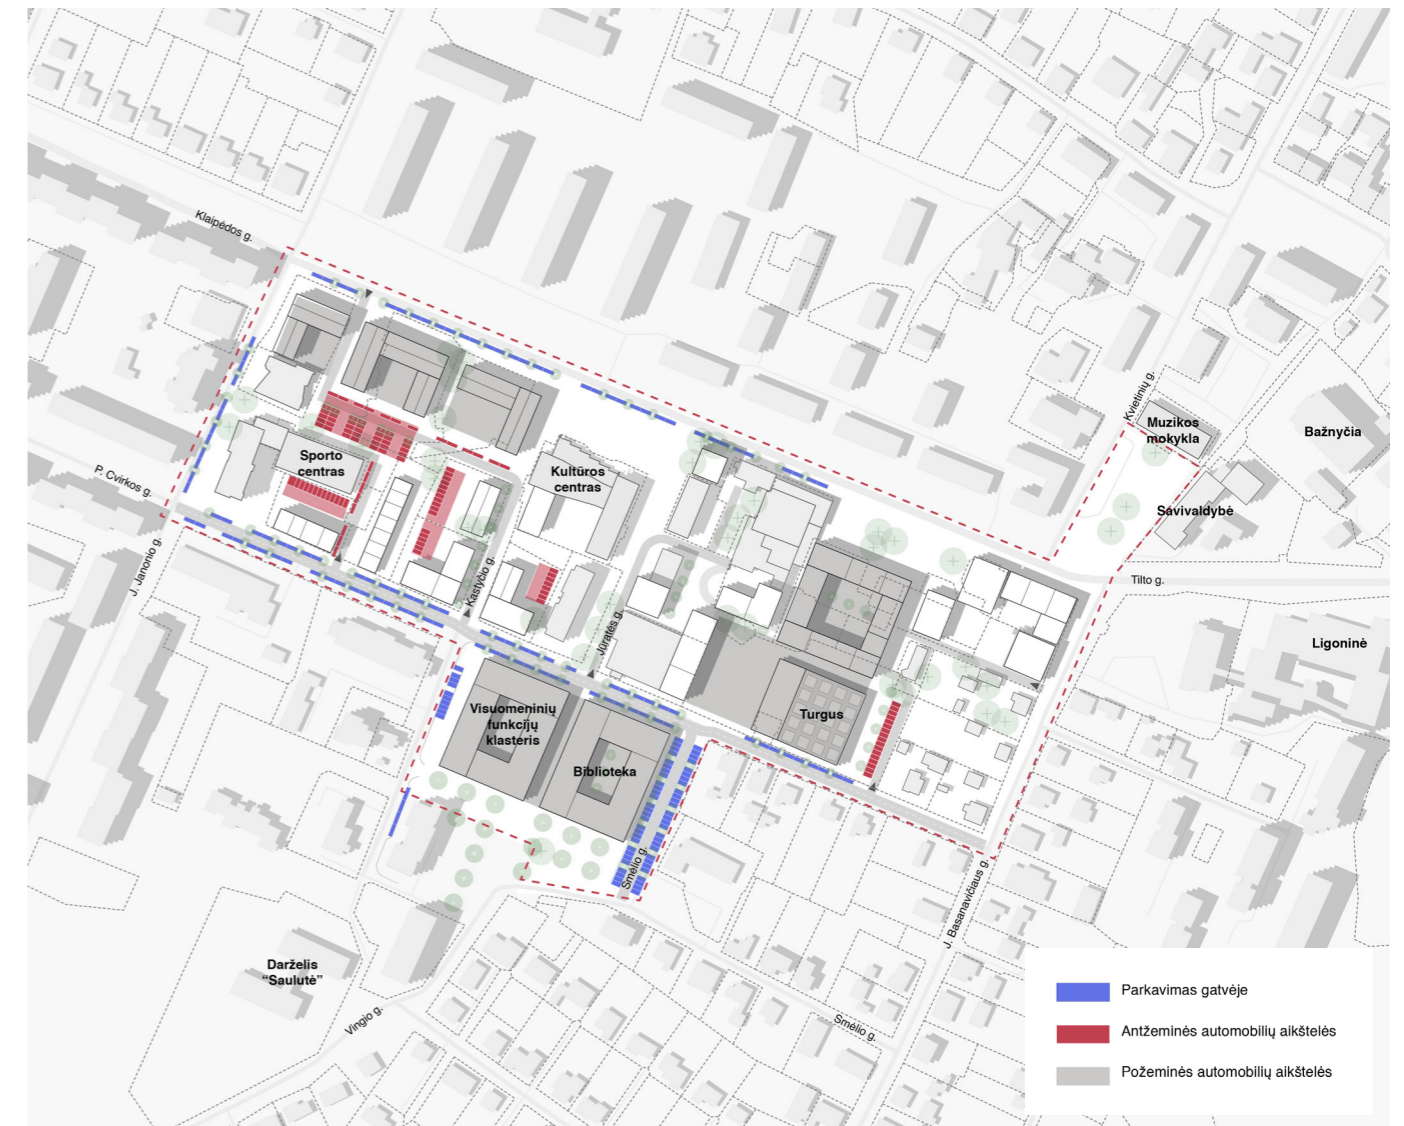 Klaipėdos g.
Kvietinių g.
Muzikos
mokykla
Bažnyčia
Sporto
centras
P. Cvirkos g.
Kultūros
centras
Savivaldybė
J. Janonio g.
Kastyčio g.
Tilto g.
Jūratės g.
Ligoninė
Visuomeninių
funkcijų
klasteris
Turgus
Biblioteka
Smėlio g.
J. Basanavičiaus g.
Darželis
“Saulutė”
Vingio g.
Smėlio g.
Parkavimas gatvėje
Antžeminės automobilių aikštelės
Požeminės automobilių aikštelės